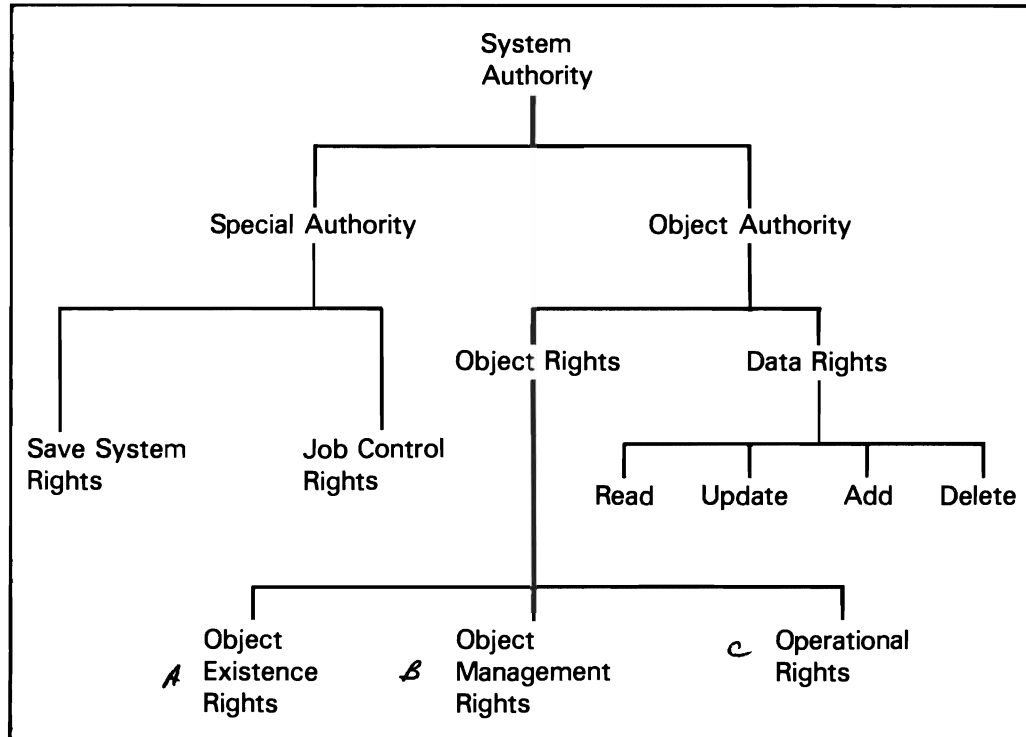 System
Authority
Special Authority
Object Authority
Object Rights
Data Rights
Save System
Rights
Job Control
Rights
Read
Update
Add
Delete
A
Object
Existence
Rights
B
Object
Management
Rights
C
Operational
Rights